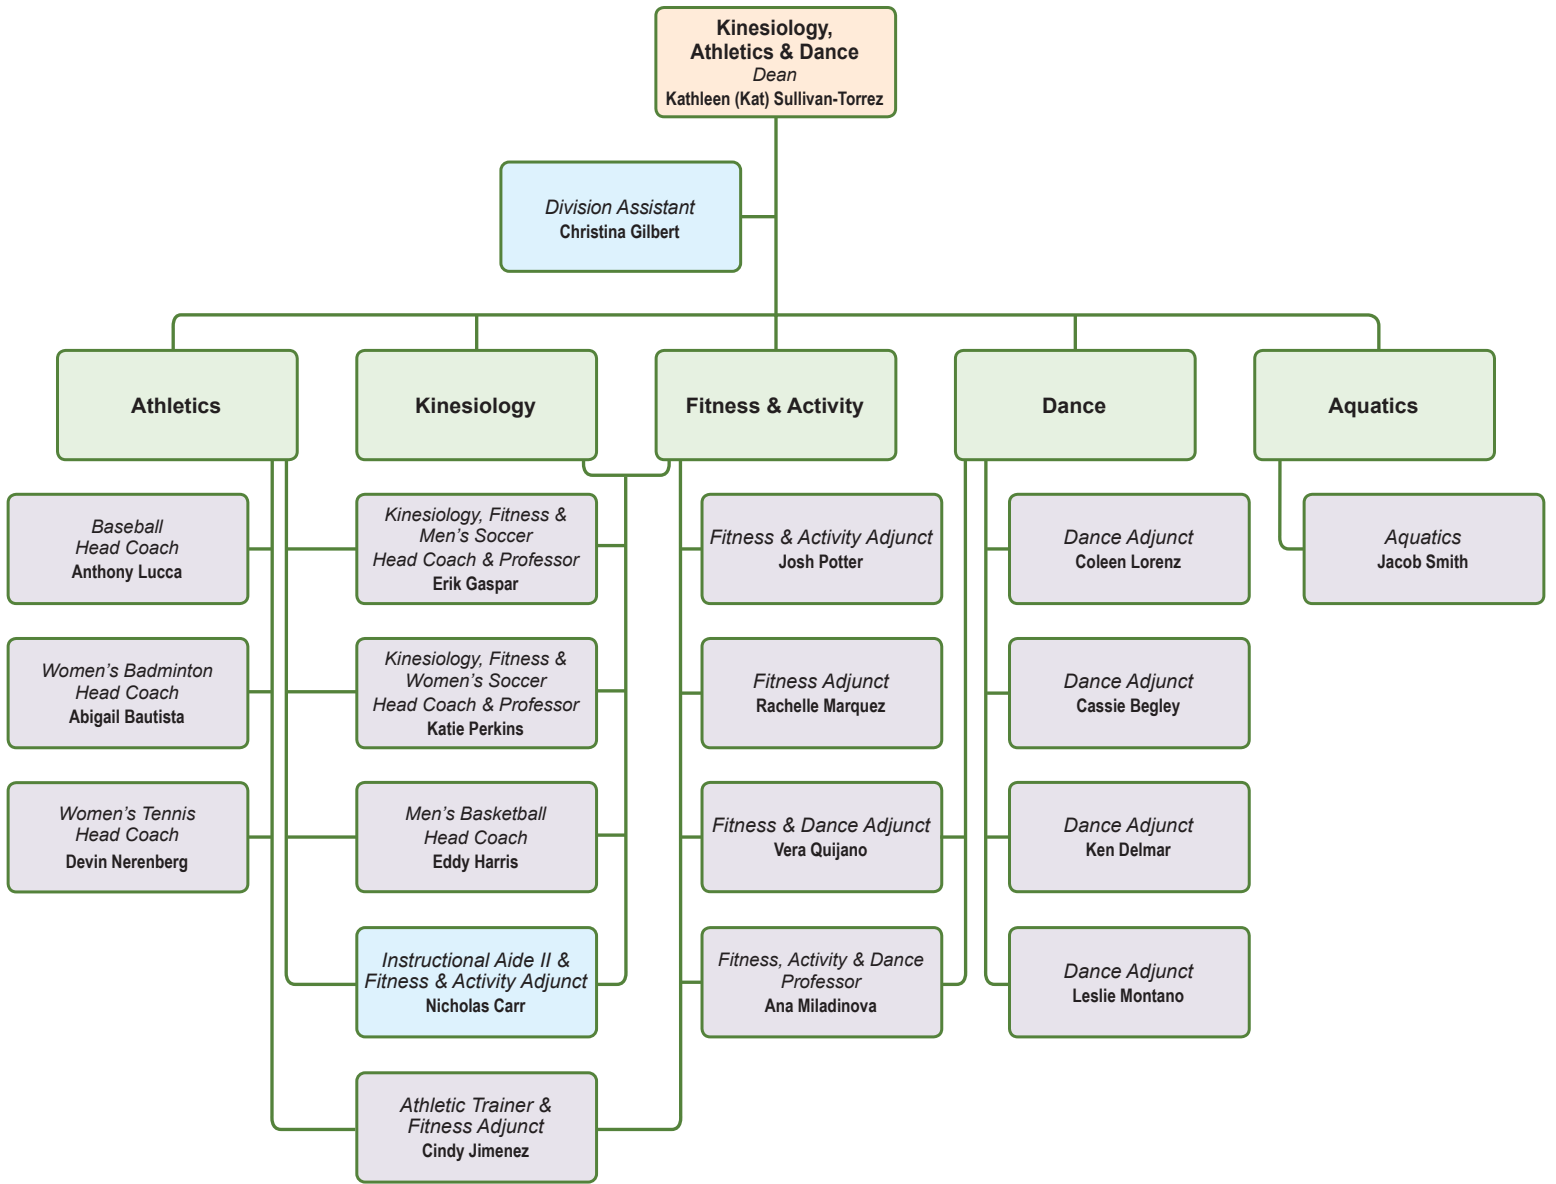 Kinesiology,
Athletics & Dance
Dean
Kathleen (Kat) Sullivan-Torrez
Division Assistant
Christina Gilbert
Athletics
Kinesiology
Fitness & Activity
Dance
Aquatics
Baseball
Head Coach
Anthony Lucca
Kinesiology, Fitness &
Men’s Soccer
Head Coach & Professor
Erik Gaspar
Fitness & Activity Adjunct
Josh Potter
Dance Adjunct
Coleen Lorenz
Aquatics
Jacob Smith
Women’s Badminton
Head Coach
Abigail Bautista
Kinesiology, Fitness &
Women’s Soccer
Head Coach & Professor
Katie Perkins
Fitness Adjunct
Rachelle Marquez
Dance Adjunct
Cassie Begley
Women’s Tennis
Head Coach
Devin Nerenberg
Men’s Basketball
Head Coach
Eddy Harris
Fitness & Dance Adjunct
Vera Quijano
Dance Adjunct
Ken Delmar
Instructional Aide II &
Fitness & Activity Adjunct
Nicholas Carr
Fitness, Activity & Dance
Professor
Ana Miladinova
Dance Adjunct
Leslie Montano
Athletic Trainer &
Fitness Adjunct
Cindy Jimenez